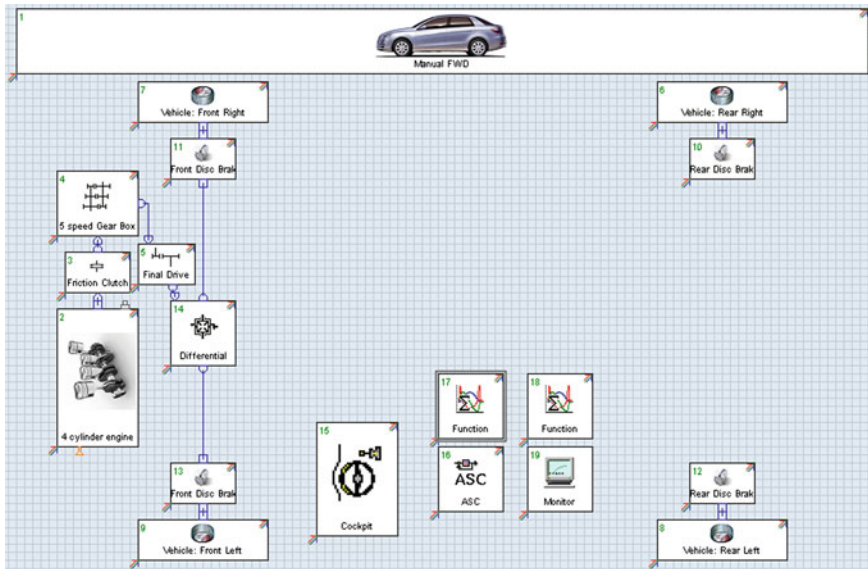 1
Manual FWD
7
Vehicle: Front Right
6
Vehicle: Rear Right
11
Front Disc Brak
10
Rear Disc Brak
4
5 speed Gear Box
3
Friction Clutch
5
Final Drive
2
4 cylinder engine
14
Differential
15
Cockpit
17
Function
18
Function
16
ASC
ASC
19
Monitor
13
Front Disc Brak
12
Rear Disc Brak
9
Vehicle: Front Left
8
Vehicle: Rear Left